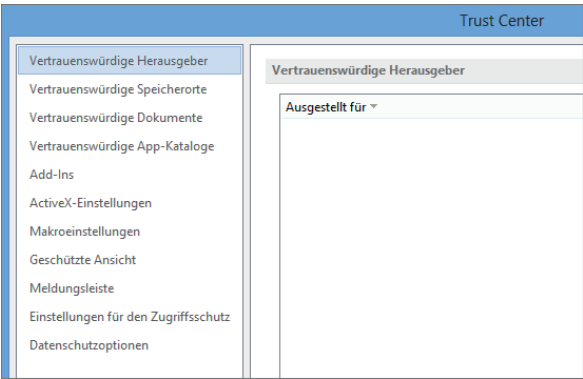 Trust Center
Vertrauenswürdige Herausgeber
Vertrauenswürdige Speicherorte
Vertrauenswürdige Dokumente
Vertrauenswürdige App-Kataloge
Add-Ins
ActiveX-Einstellungen
Makroeinstellungen
Geschützte Ansicht
Meldungsleiste
Einstellungen für den Zugriffsschutz
Datenschutzoptionen
Vertrauenswürdige Herausgeber
Ausgestellt für